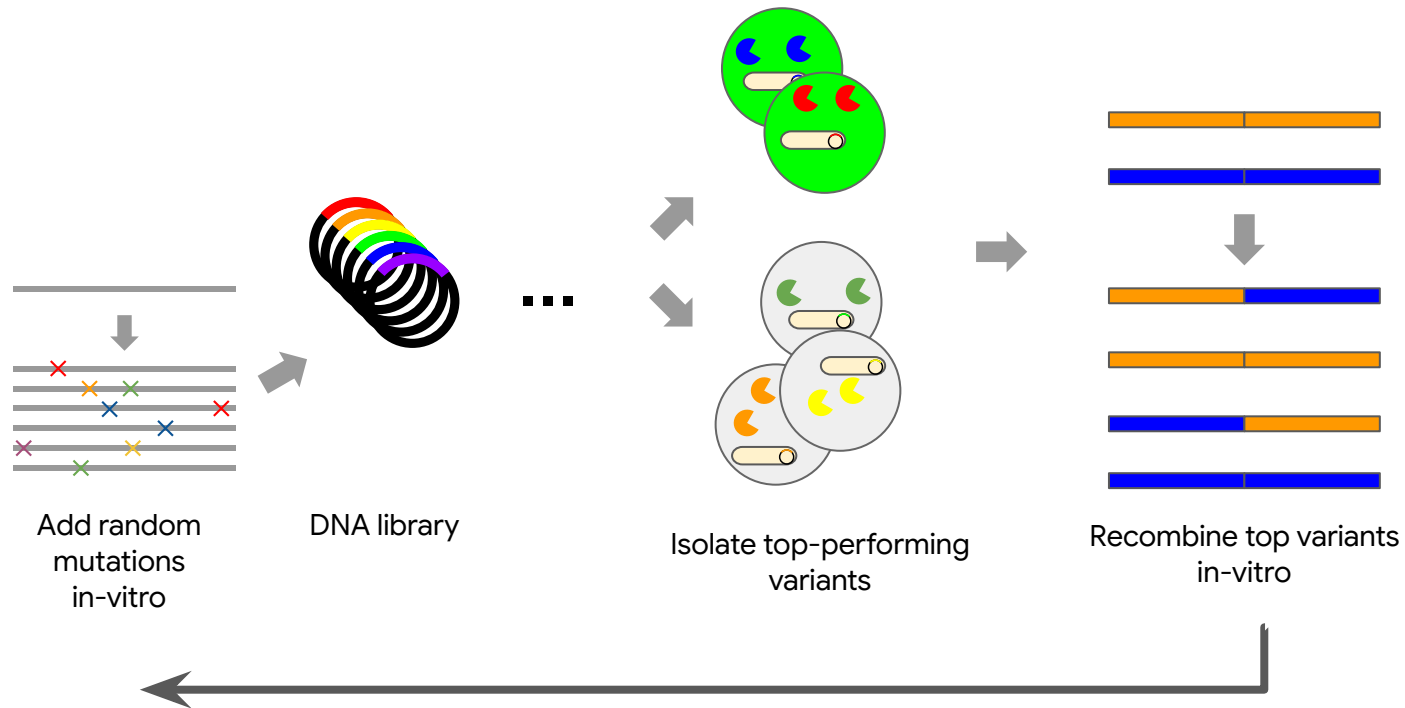 Add random
mutations
in-vitro
DNA library
Isolate top-performing
variants
Recombine top variants
in-vitro